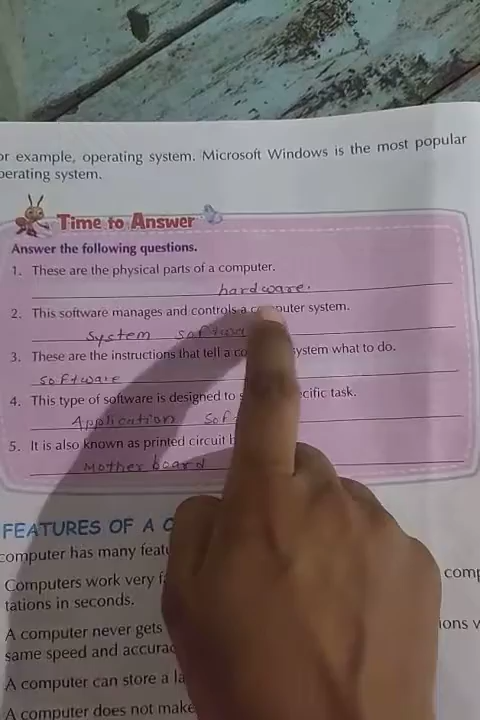 or example, operating system. Microsoft Windows is the most popular
perating system.
Time to Answer
Answer the following questions.
1. These are the physical parts of a computer.
hardware.
2. This software manages and controls a computer system.
System softwa
3. These are the instructions that tell a co ystem what to do.
software
4. This type of software is designed to s cific task.
Application Sof
5. It is also known as printed circuit b
Mother board
FEATURES OF A C
computer has many feat
Computers work very f comp
tations in seconds.
A computer never gets ions w
same speed and accurac
A computer can store a la
A computer does not make